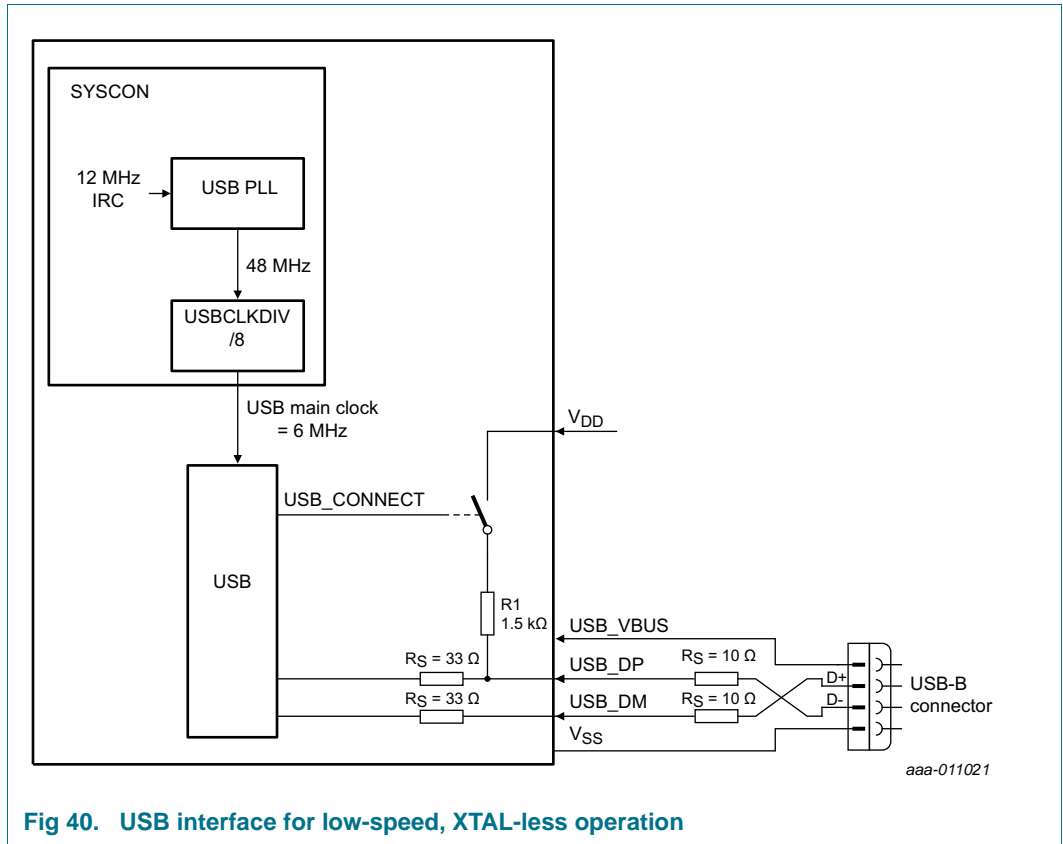 SYSCON
12 MHz
IRC
USB PLL
48 MHz
USBCLKDIV
/8
USB main clock
= 6 MHz
VDD
USB_CONNECT
USB
R1
1.5 kΩ
USB_VBUS
RS = 33 Ω
USB_DP
RS = 10 Ω
D+
USB-B
connector
RS = 33 Ω
USB_DM
RS = 10 Ω
D-
VSS
aaa-011021
Fig 40. USB interface for low-speed, XTAL-less operation